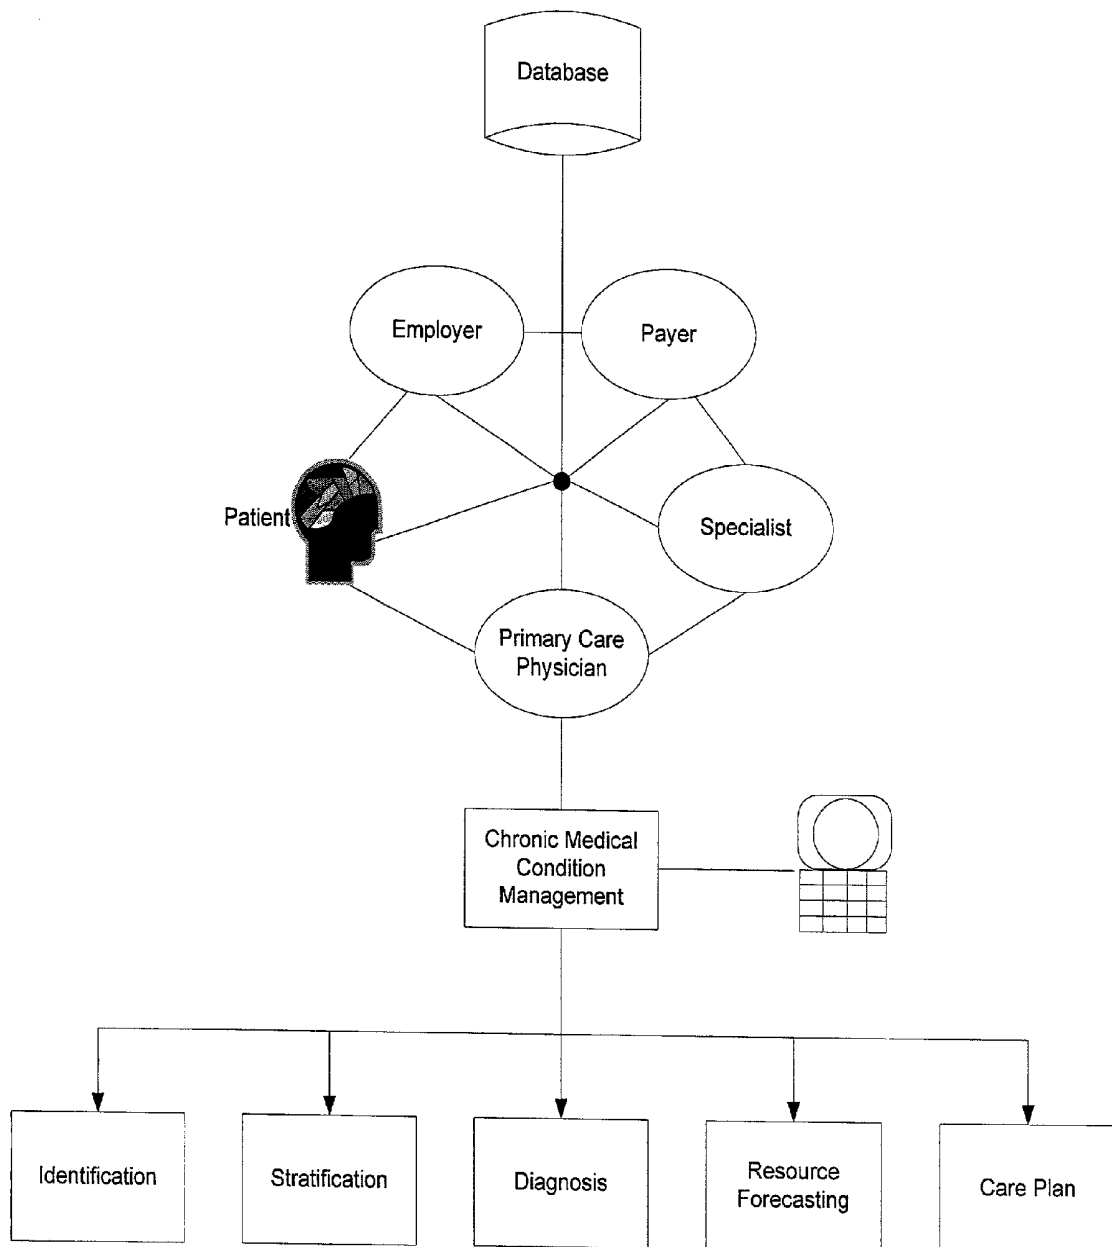 Database
Employer
Payer
Patient
Specialist
Primary Care
Physician
Chronic Medical
Condition
Management
Identification
Stratification
Diagnosis
Resource
Forecasting
Care Plan